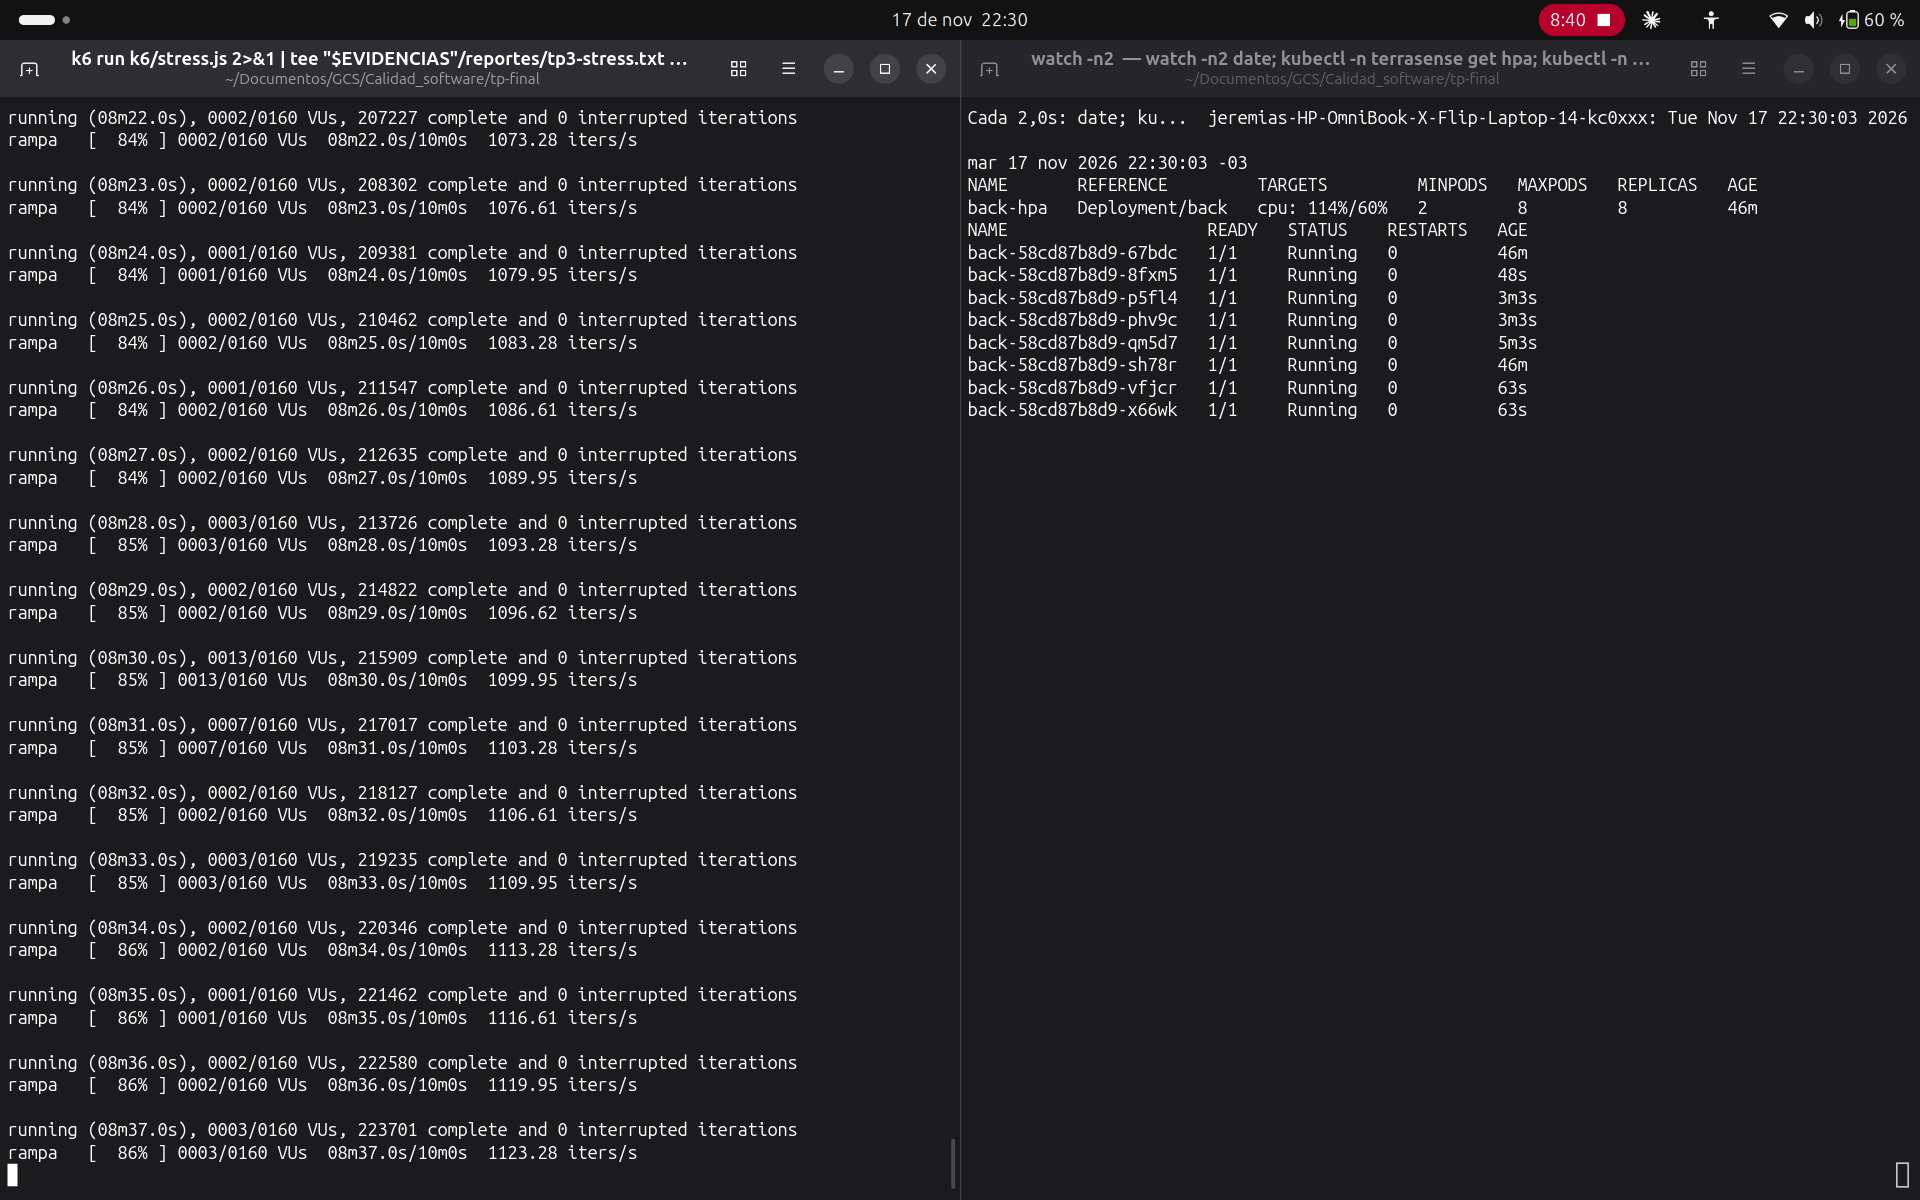 17 de nov 22:30
8:40
60 %
k6 run k6/stress.js 2>&1 | tee "$EVIDENCIAS"/reportes/tp3-stress.txt ...
~/Documentos/GCS/Calidad_software/tp-final
running (08m22.0s), 0002/0160 VUs, 207227 complete and 0 interrupted iterations
rampa   [  84% ] 0002/0160 VUs  08m22.0s/10m0s  1073.28 iters/s
running (08m23.0s), 0002/0160 VUs, 208302 complete and 0 interrupted iterations
rampa   [  84% ] 0002/0160 VUs  08m23.0s/10m0s  1076.61 iters/s
running (08m24.0s), 0001/0160 VUs, 209381 complete and 0 interrupted iterations
rampa   [  84% ] 0001/0160 VUs  08m24.0s/10m0s  1079.95 iters/s
running (08m25.0s), 0002/0160 VUs, 210462 complete and 0 interrupted iterations
rampa   [  84% ] 0002/0160 VUs  08m25.0s/10m0s  1083.28 iters/s
running (08m26.0s), 0001/0160 VUs, 211547 complete and 0 interrupted iterations
rampa   [  84% ] 0002/0160 VUs  08m26.0s/10m0s  1086.61 iters/s
running (08m27.0s), 0002/0160 VUs, 212635 complete and 0 interrupted iterations
rampa   [  84% ] 0002/0160 VUs  08m27.0s/10m0s  1089.95 iters/s
running (08m28.0s), 0003/0160 VUs, 213726 complete and 0 interrupted iterations
rampa   [  85% ] 0003/0160 VUs  08m28.0s/10m0s  1093.28 iters/s
running (08m29.0s), 0002/0160 VUs, 214822 complete and 0 interrupted iterations
rampa   [  85% ] 0002/0160 VUs  08m29.0s/10m0s  1096.62 iters/s
running (08m30.0s), 0013/0160 VUs, 215909 complete and 0 interrupted iterations
rampa   [  85% ] 0013/0160 VUs  08m30.0s/10m0s  1099.95 iters/s
running (08m31.0s), 0007/0160 VUs, 217017 complete and 0 interrupted iterations
rampa   [  85% ] 0007/0160 VUs  08m31.0s/10m0s  1103.28 iters/s
running (08m32.0s), 0002/0160 VUs, 218127 complete and 0 interrupted iterations
rampa   [  85% ] 0002/0160 VUs  08m32.0s/10m0s  1106.61 iters/s
running (08m33.0s), 0003/0160 VUs, 219235 complete and 0 interrupted iterations
rampa   [  85% ] 0003/0160 VUs  08m33.0s/10m0s  1109.95 iters/s
running (08m34.0s), 0002/0160 VUs, 220346 complete and 0 interrupted iterations
rampa   [  86% ] 0002/0160 VUs  08m34.0s/10m0s  1113.28 iters/s
running (08m35.0s), 0001/0160 VUs, 221462 complete and 0 interrupted iterations
rampa   [  86% ] 0001/0160 VUs  08m35.0s/10m0s  1116.61 iters/s
running (08m36.0s), 0002/0160 VUs, 222580 complete and 0 interrupted iterations
rampa   [  86% ] 0002/0160 VUs  08m36.0s/10m0s  1119.95 iters/s
running (08m37.0s), 0003/0160 VUs, 223701 complete and 0 interrupted iterations
rampa   [  86% ] 0003/0160 VUs  08m37.0s/10m0s  1123.28 iters/s
watch -n2 — watch -n2 date; kubectl -n terrasense get hpa; kubectl -n ...
~/Documentos/GCS/Calidad_software/tp-final
Cada 2,0s: date; ku...  jeremias-HP-OmniBook-X-Flip-Laptop-14-kc0xxx: Tue Nov 17 22:30:03 2026
mar 17 nov 2026 22:30:03 -03
NAME       REFERENCE         TARGETS         MINPODS   MAXPODS   REPLICAS   AGE
back-hpa   Deployment/back   cpu: 114%/60%   2         8         8          46m
NAME                    READY   STATUS    RESTARTS   AGE
back-58cd87b8d9-67bdc   1/1     Running   0          46m
back-58cd87b8d9-8fxm5   1/1     Running   0          48s
back-58cd87b8d9-p5fl4   1/1     Running   0          3m3s
back-58cd87b8d9-phv9c   1/1     Running   0          3m3s
back-58cd87b8d9-qm5d7   1/1     Running   0          5m3s
back-58cd87b8d9-sh78r   1/1     Running   0          46m
back-58cd87b8d9-vfjcr   1/1     Running   0          63s
back-58cd87b8d9-x66wk   1/1     Running   0          63s